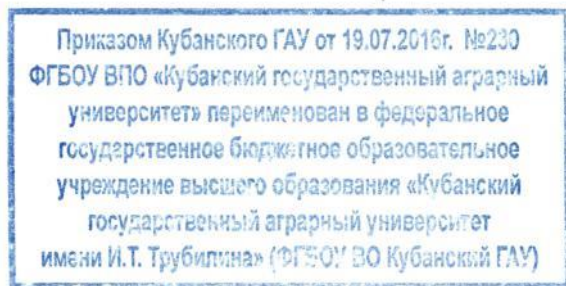 Приказом Кубанского ГАУ от 19.07.2016г. №230
ФГБОУ ВПО «Кубанский государственный аграрный
университет» переименован в федеральное
государственное бюджетное образовательное
учреждение высшего образования «Кубанский
государственный аграрный университет
имени И.Т. Трубилина» (ФГБОУ ВО Кубанский ГАУ)